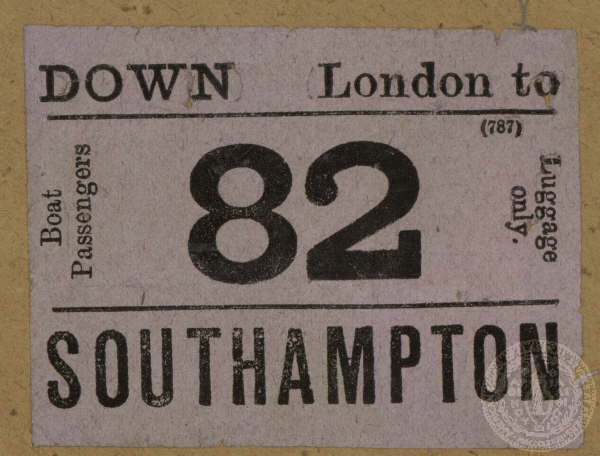 DOWN London to
(787)
Boat
Passengers
82
Luggage
only.
SOUTHAMPTON